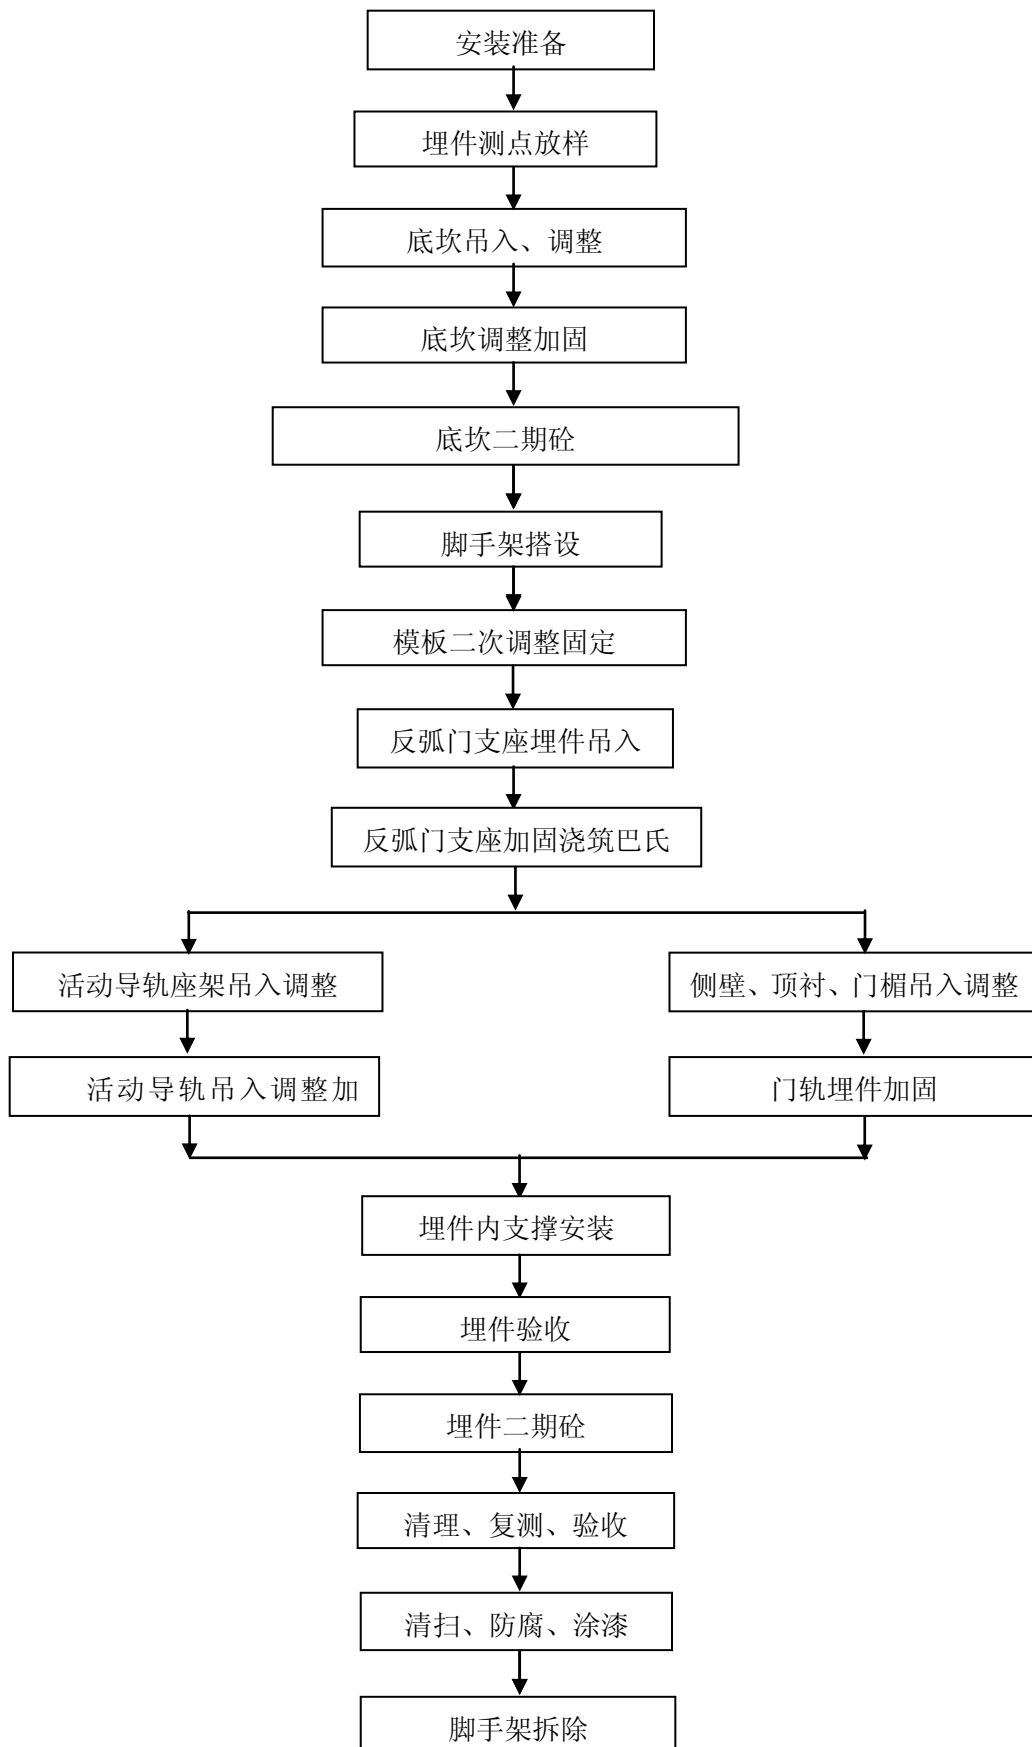 安装准备
埋件测点放样
底坎吊入、调整
底坎调整加固
底坎二期砼
脚手架搭设
模板二次调整固定
反弧门支座埋件吊入
反弧门支座加固浇筑巴氏
活动导轨座架吊入调整
侧壁、顶衬、门楣吊入调整
活动导轨吊入调整加
门轨埋件加固
埋件内支撑安装
埋件验收
埋件二期砼
清理、复测、验收
清扫、防腐、涂漆
脚手架拆除